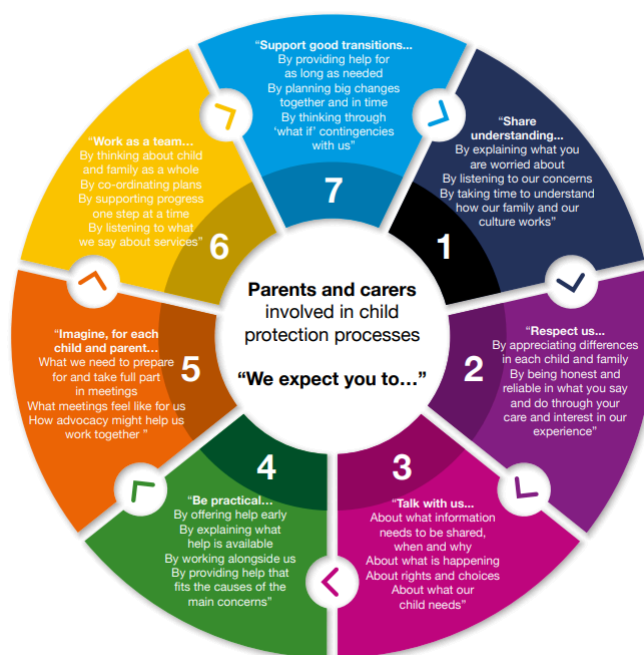 Parents and carers
involved in child
protection processes
“We expect you to…”
1
“Share
understanding...
By explaining what you
are worried about
By listening to our concerns
By taking time to understand
how our family and our
culture works”
2
“Respect us...
By appreciating differences
in each child and family
By being honest and
reliable in what you say
and do through your
care and interest in our
experience”
3
“Talk with us...
About what information
needs to be shared,
when and why
About what is happening
About rights and choices
About what our
child needs”
4
“Be practical…
By offering help early
By explaining what
help is available
By working alongside us
By providing help that
fits the causes of the
main concerns”
5
“Imagine, for each
child and parent…
What we need to prepare
for and take full part
in meetings
What meetings feel like for us
How advocacy might help us
work together ”
6
“Work as a team…
By thinking about child
and family as a whole
By co-ordinating plans
By supporting progress
one step at a time
By listening to what
we say about services”
7
“Support good transitions...
By providing help for
as long as needed
By planning big changes
together and in time
By thinking through
‘what if’ contingencies
with us”